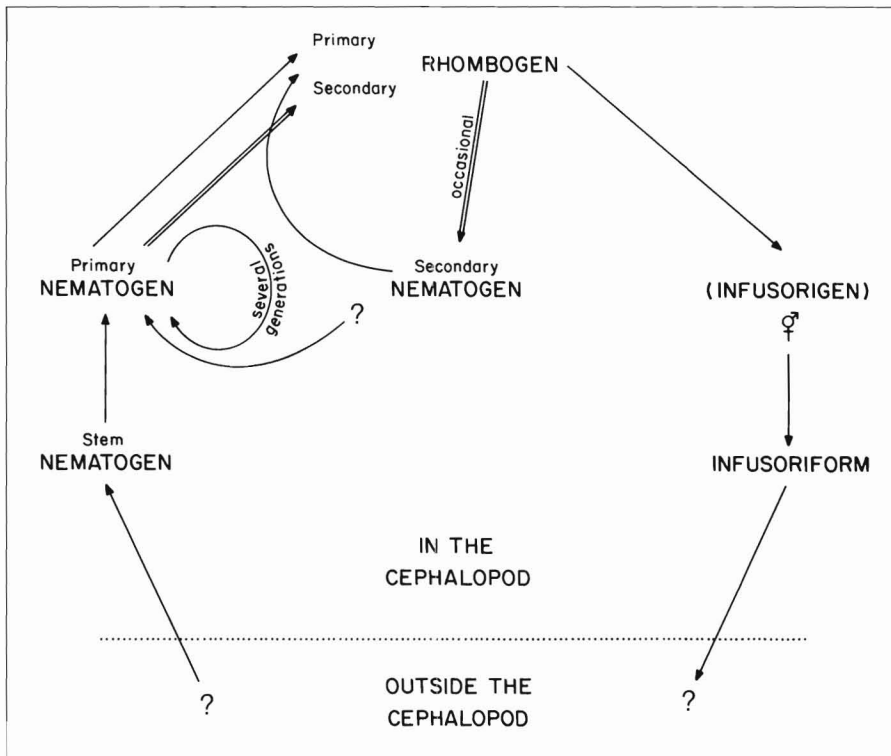 Primary
RHOMBOGEN
Secondary
occasional
Primary
NEMATOGEN
several
generations
Secondary
NEMATOGEN
?
(INFUSORIGEN)
⚥
Stem
NEMATOGEN
INFUSORIFORM
IN THE
CEPHALOPOD
?
OUTSIDE THE
CEPHALOPOD
?